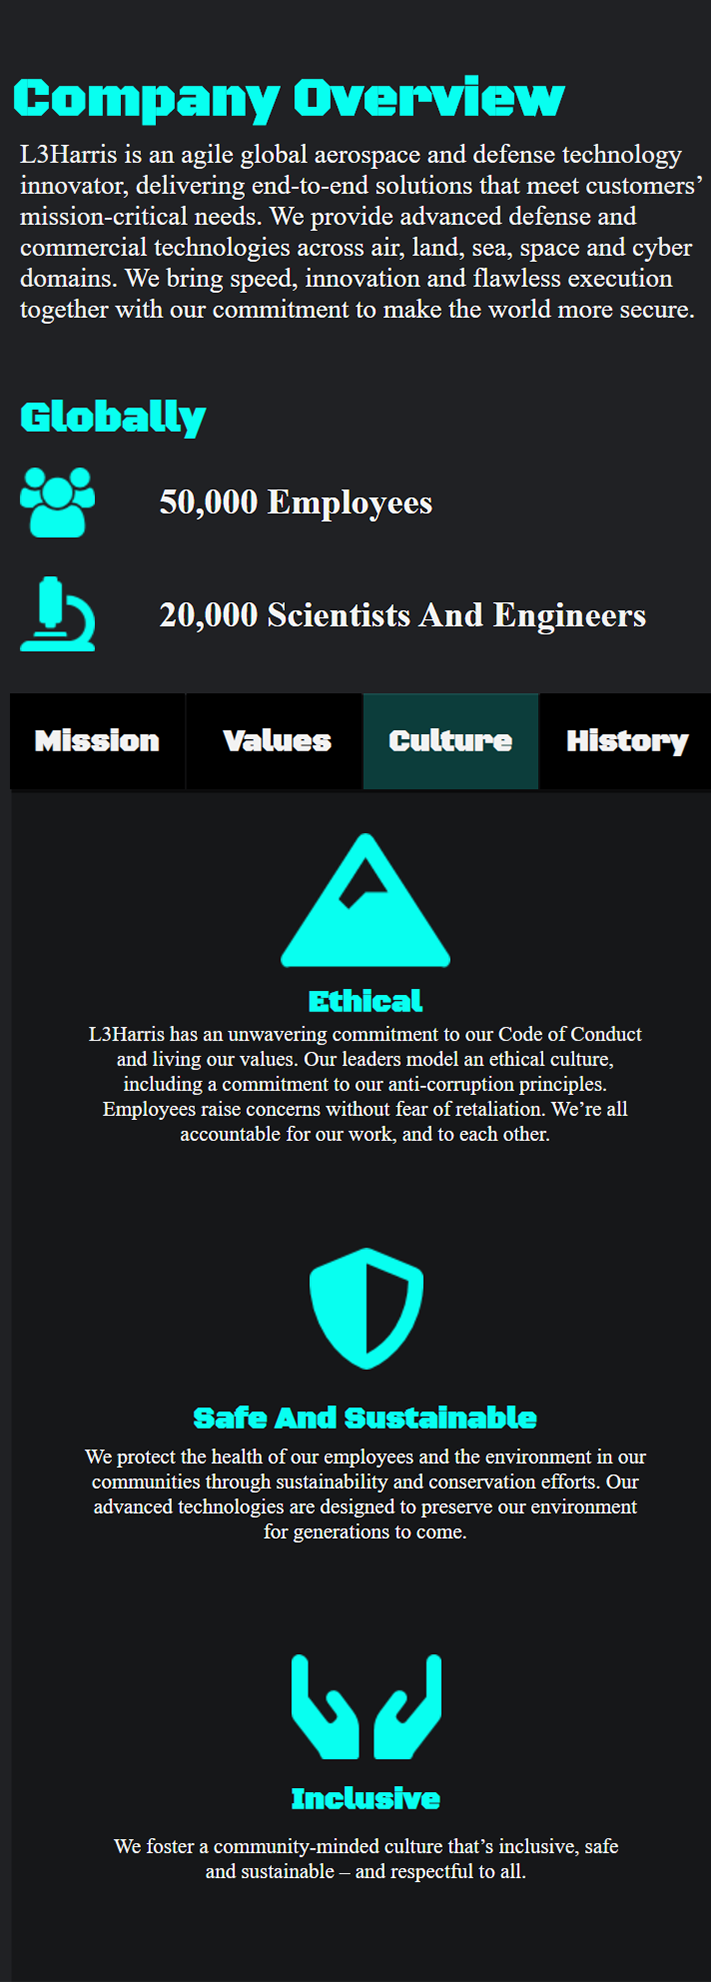 Company Overview
L3Harris is an agile global aerospace and defense technology
innovator, delivering end-to-end solutions that meet customers’
mission-critical needs. We provide advanced defense and
commercial technologies across air, land, sea, space and cyber
domains. We bring speed, innovation and flawless execution
together with our commitment to make the world more secure.
Globally
50,000 Employees
20,000 Scientists And Engineers
Mission Values Culture History
Ethical
L3Harris has an unwavering commitment to our Code of Conduct
and living our values. Our leaders model an ethical culture,
including a commitment to our anti-corruption principles.
Employees raise concerns without fear of retaliation. We’re all
accountable for our work, and to each other.
Safe And Sustainable
We protect the health of our employees and the environment in our
communities through sustainability and conservation efforts. Our
advanced technologies are designed to preserve our environment
for generations to come.
Inclusive
We foster a community-minded culture that’s inclusive, safe
and sustainable – and respectful to all.